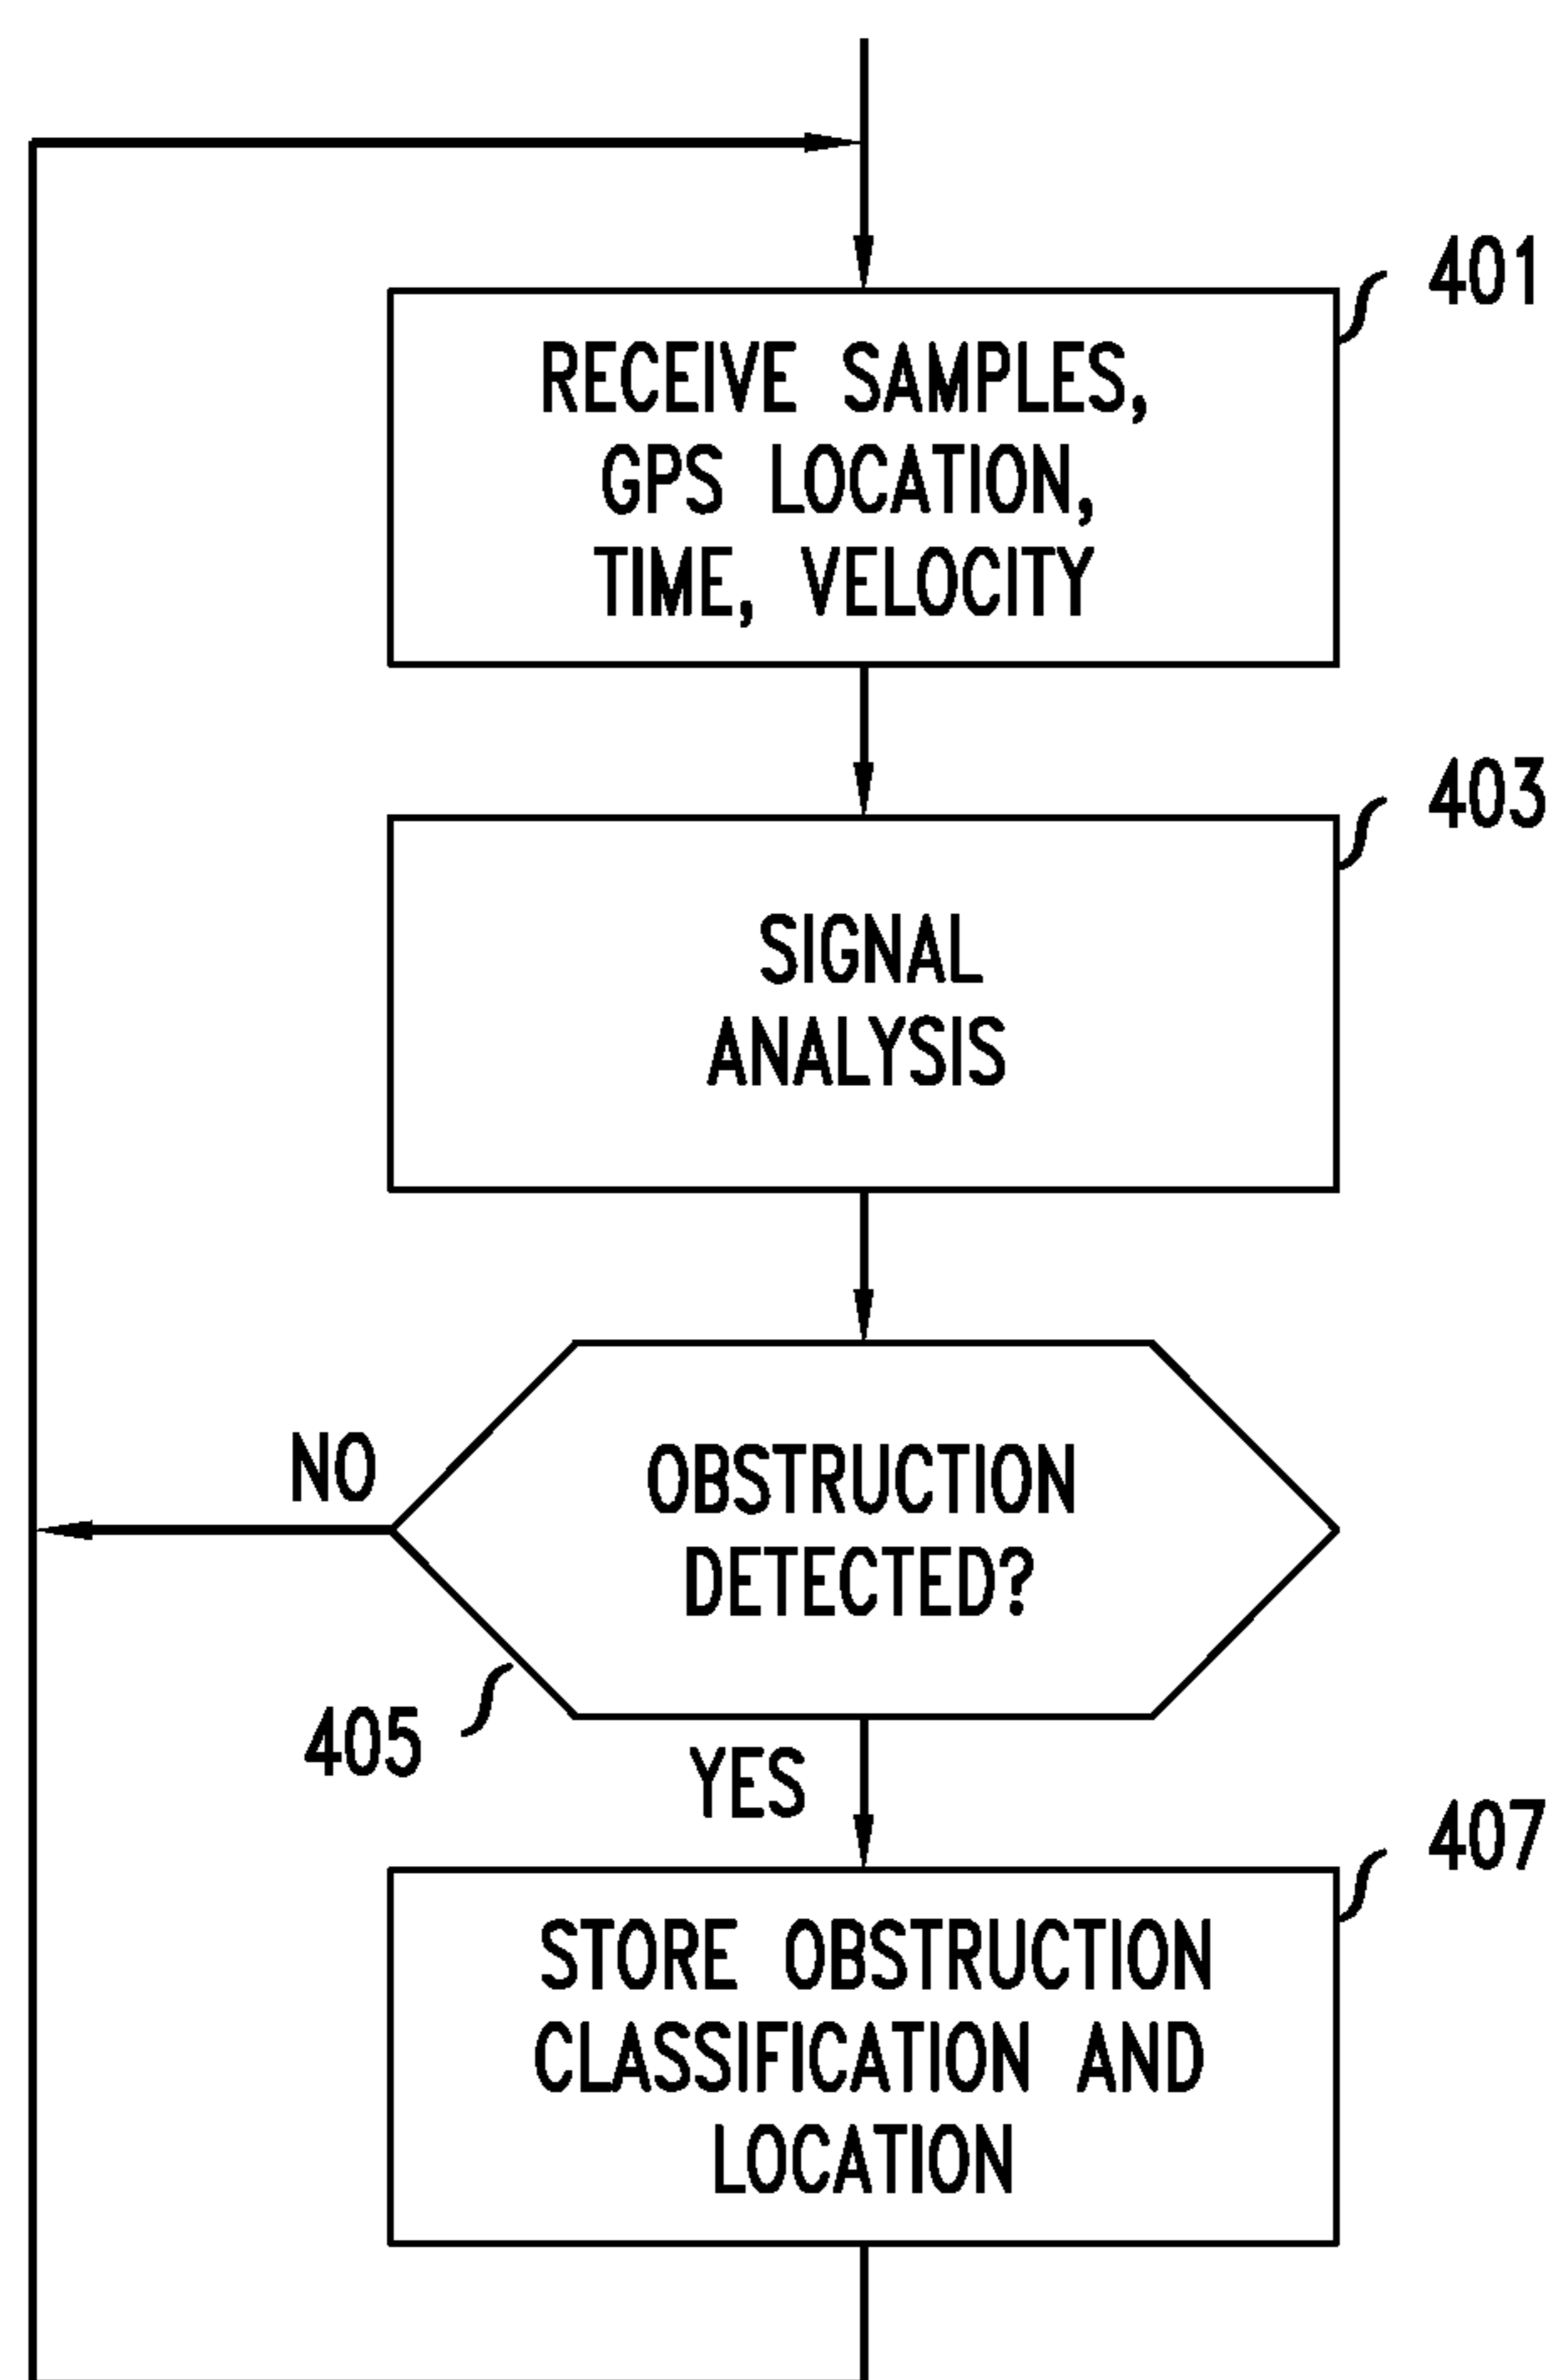 401
RECEIVE SAMPLES,
GPS LOCATION,
TIME, VELOCITY
403
SIGNAL
ANALYSIS
NO
OBSTRUCTION
DETECTED?
405
YES
407
STORE OBSTRUCTION
CLASSIFICATION AND
LOCATION